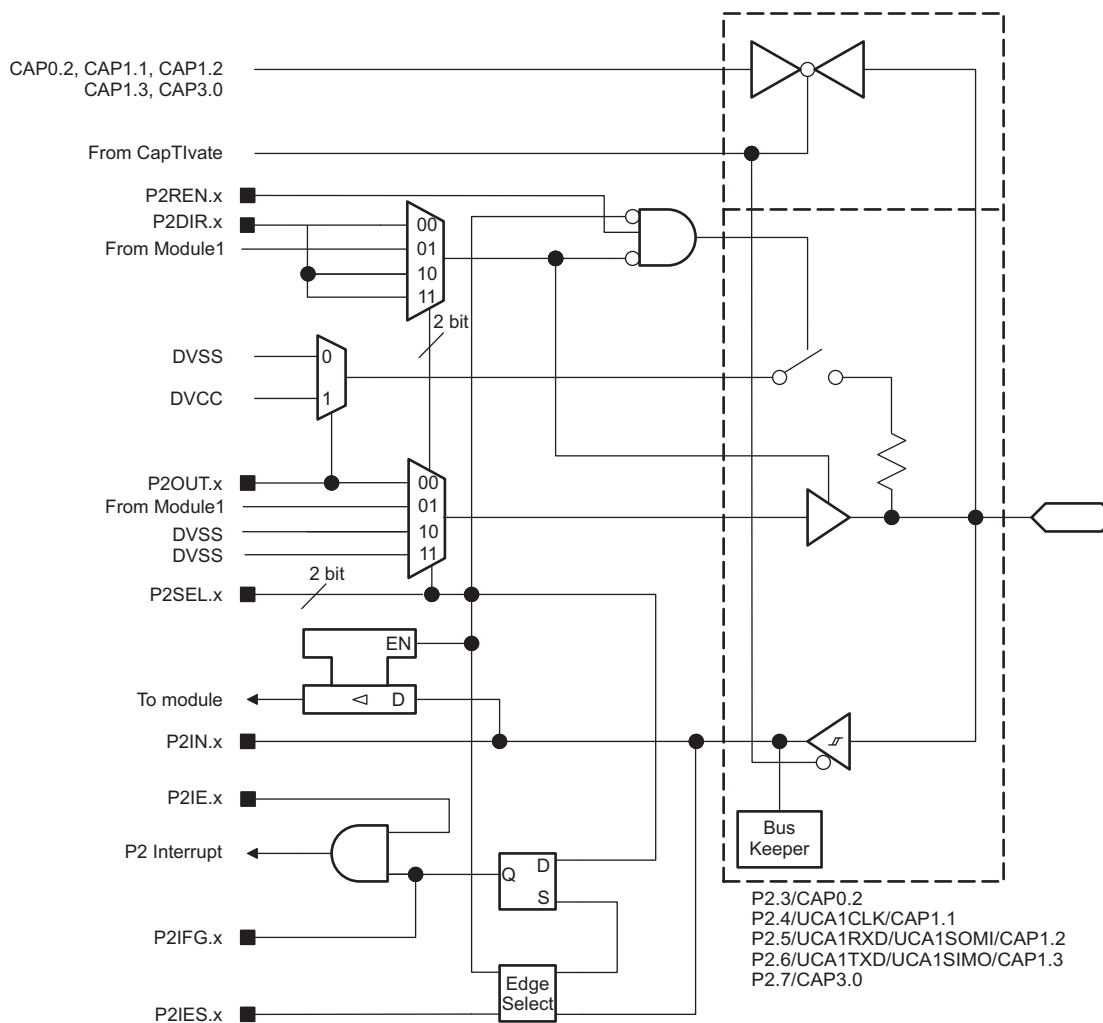 CAP0.2, CAP1.1, CAP1.2
CAP1.3, CAP3.0
From CapTIvate
P2REN.x
P2DIR.x
From Module1
00
01
10
11
2 bit
DVSS
0
DVCC
1
P2OUT.x
From Module1
DVSS
DVSS
00
01
10
11
2 bit
P2SEL.x
EN
To module
D
P2IN.x
P2IE.x
Bus
Keeper
P2 Interrupt
Q
D
S
P2IFG.x
Edge
Select
P2IES.x
P2.3/CAP0.2
P2.4/UCA1CLK/CAP1.1
P2.5/UCA1RXD/UCA1SOMI/CAP1.2
P2.6/UCA1TXD/UCA1SIMO/CAP1.3
P2.7/CAP3.0